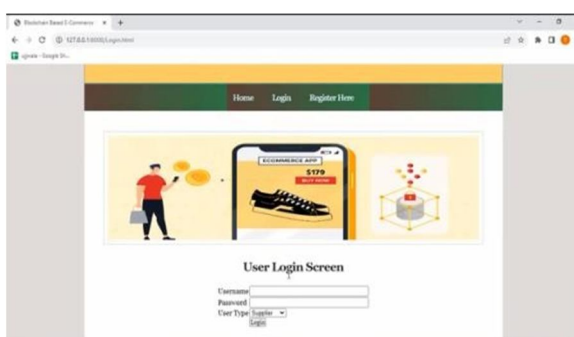 Blockchain Based E-Commerce
127.0.0.1:8000/Login.html
Home Login Register Here
ECOMMERCE APP
$179
BUY NOW
User Login Screen
Username
Password
User Type Supplier
Login